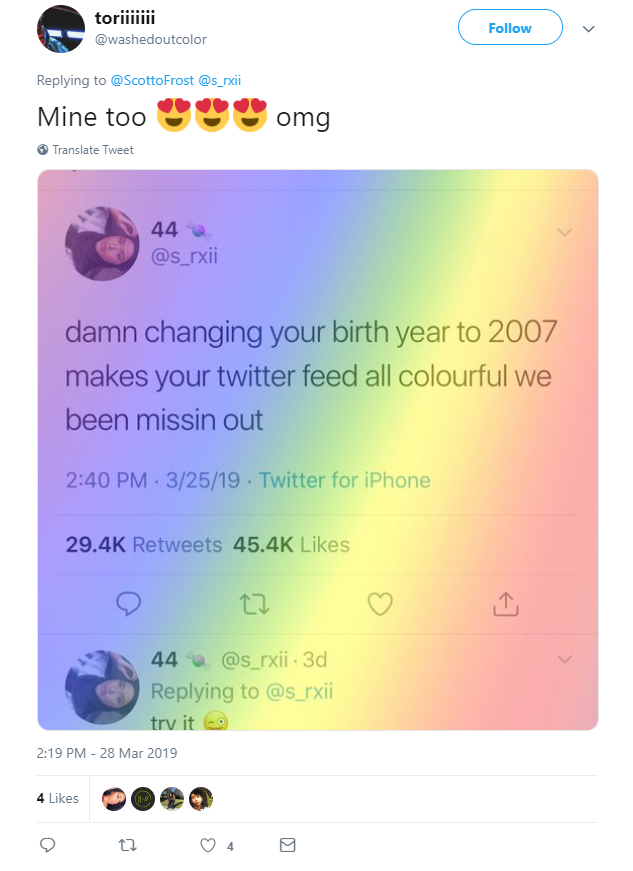 toriiiiiii
@washedoutcolor
Follow
Replying to @ScottoFrost @s_rxii
Mine too 😍😍😍 omg
Translate Tweet
44 🍬
@s_rxii
damn changing your birth year to 2007
makes your twitter feed all colourful we
been missin out
2:40 PM · 3/25/19 · Twitter for iPhone
29.4K Retweets 45.4K Likes
44 🍬 @s_rxii · 3d
Replying to @s_rxii
try it 😜
2:19 PM - 28 Mar 2019
4 Likes
4